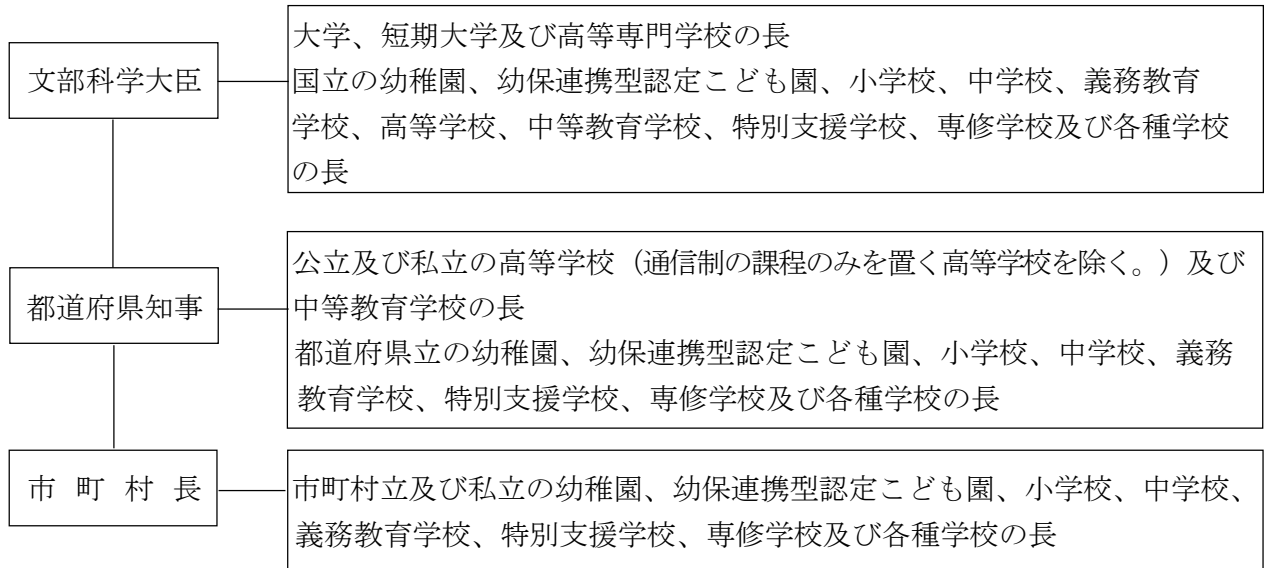 文部科学大臣
大学、短期大学及び高等専門学校の長
国立の幼稚園、幼保連携型認定こども園、小学校、中学校、義務教育
学校、高等学校、中等教育学校、特別支援学校、専修学校及び各種学校
の長
都道府県知事
公立及び私立の高等学校（通信制の課程のみを置く高等学校を除く。）及び
中等教育学校の長
都道府県立の幼稚園、幼保連携型認定こども園、小学校、中学校、義務
教育学校、特別支援学校、専修学校及び各種学校の長
市町村長
市町村立及び私立の幼稚園、幼保連携型認定こども園、小学校、中学校、
義務教育学校、特別支援学校、専修学校及び各種学校の長